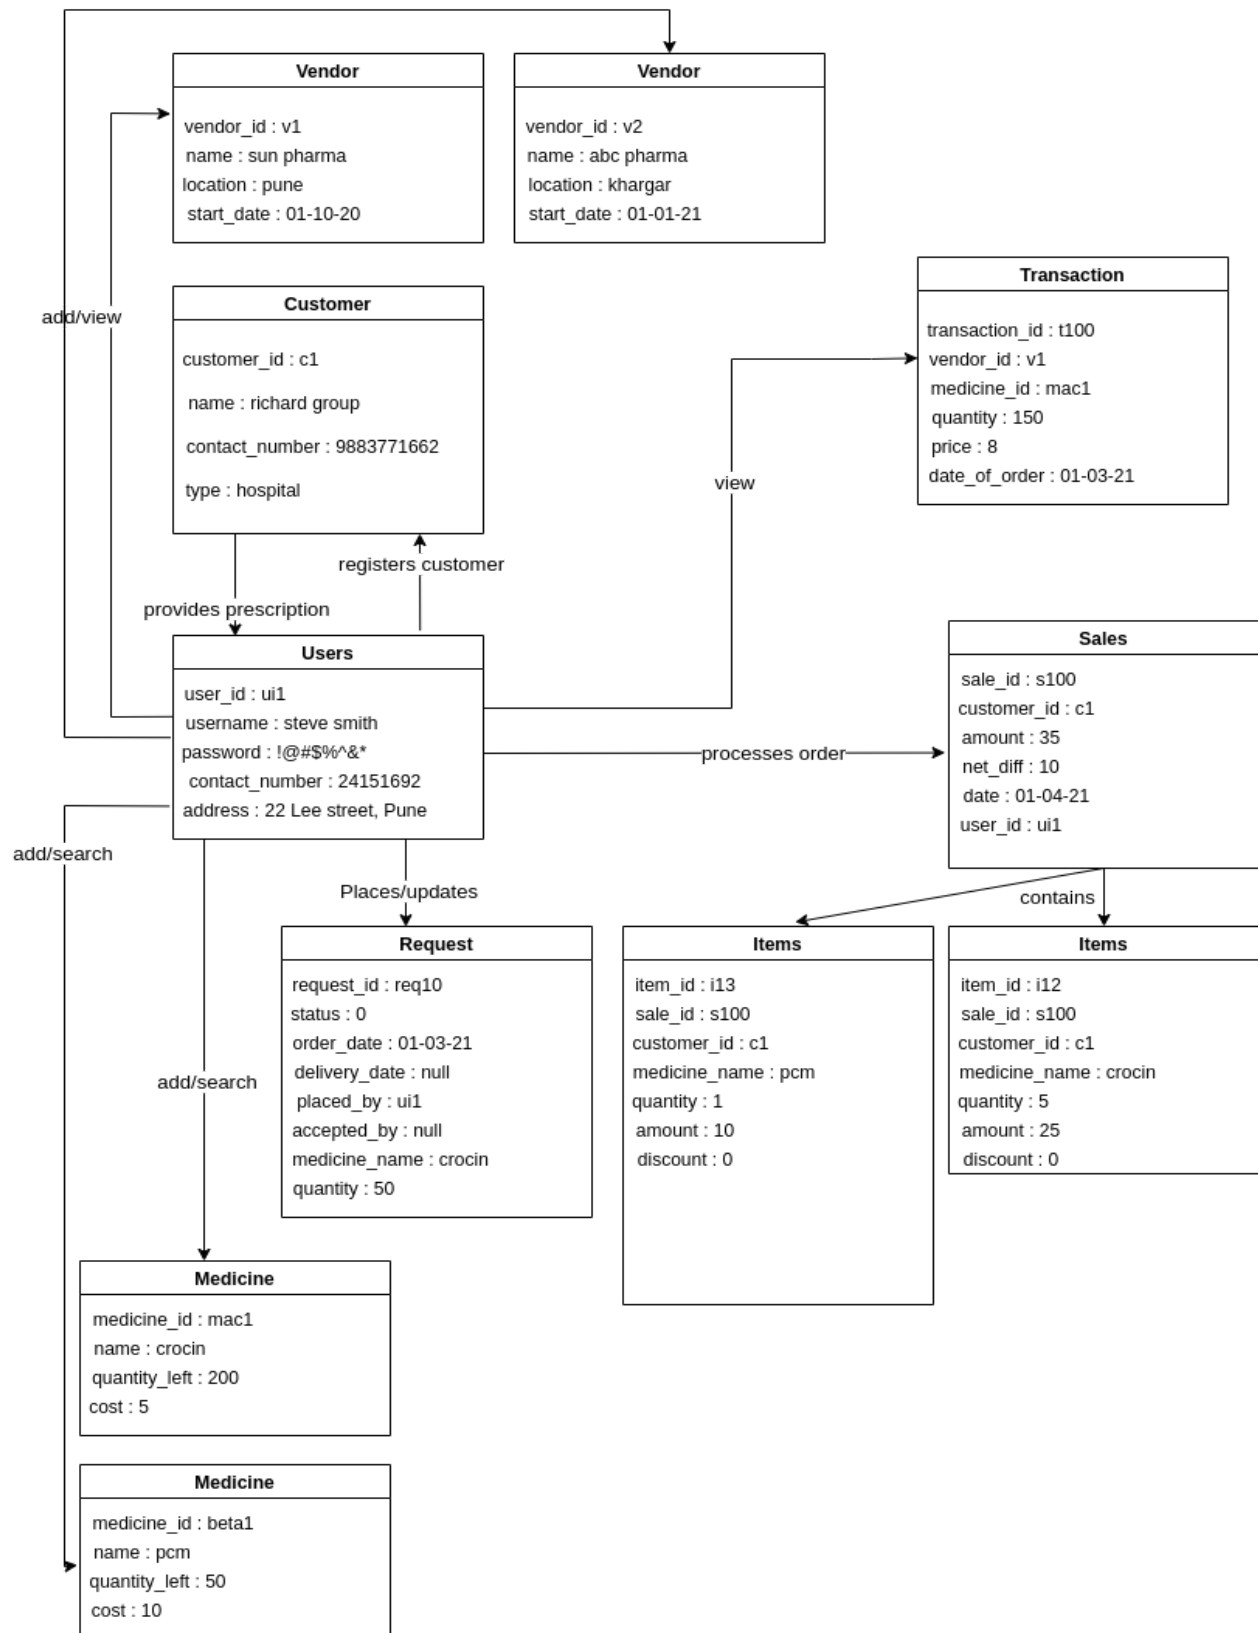 Vendor
vendor_id : v1
name : sun pharma
location : pune
start_date : 01-10-20
Vendor
vendor_id : v2
name : abc pharma
location : khargar
start_date : 01-01-21
add/view
Customer
customer_id : c1
name : richard group
contact_number : 9883771662
type : hospital
Transaction
transaction_id : t100
vendor_id : v1
medicine_id : mac1
quantity : 150
price : 8
date_of_order : 01-03-21
view
registers customer
provides prescription
Users
user_id : ui1
username : steve smith
password : !@#$%^&*
contact_number : 24151692
address : 22 Lee street, Pune
processes order
Sales
sale_id : s100
customer_id : c1
amount : 35
net_diff : 10
date : 01-04-21
user_id : ui1
add/search
Places/updates
contains
Request
request_id : req10
status : 0
order_date : 01-03-21
delivery_date : null
placed_by : ui1
accepted_by : null
medicine_name : crocin
quantity : 50
Items
item_id : i13
sale_id : s100
customer_id : c1
medicine_name : pcm
quantity : 1
amount : 10
discount : 0
Items
item_id : i12
sale_id : s100
customer_id : c1
medicine_name : crocin
quantity : 5
amount : 25
discount : 0
add/search
Medicine
medicine_id : mac1
name : crocin
quantity_left : 200
cost : 5
Medicine
medicine_id : beta1
name : pcm
quantity_left : 50
cost : 10